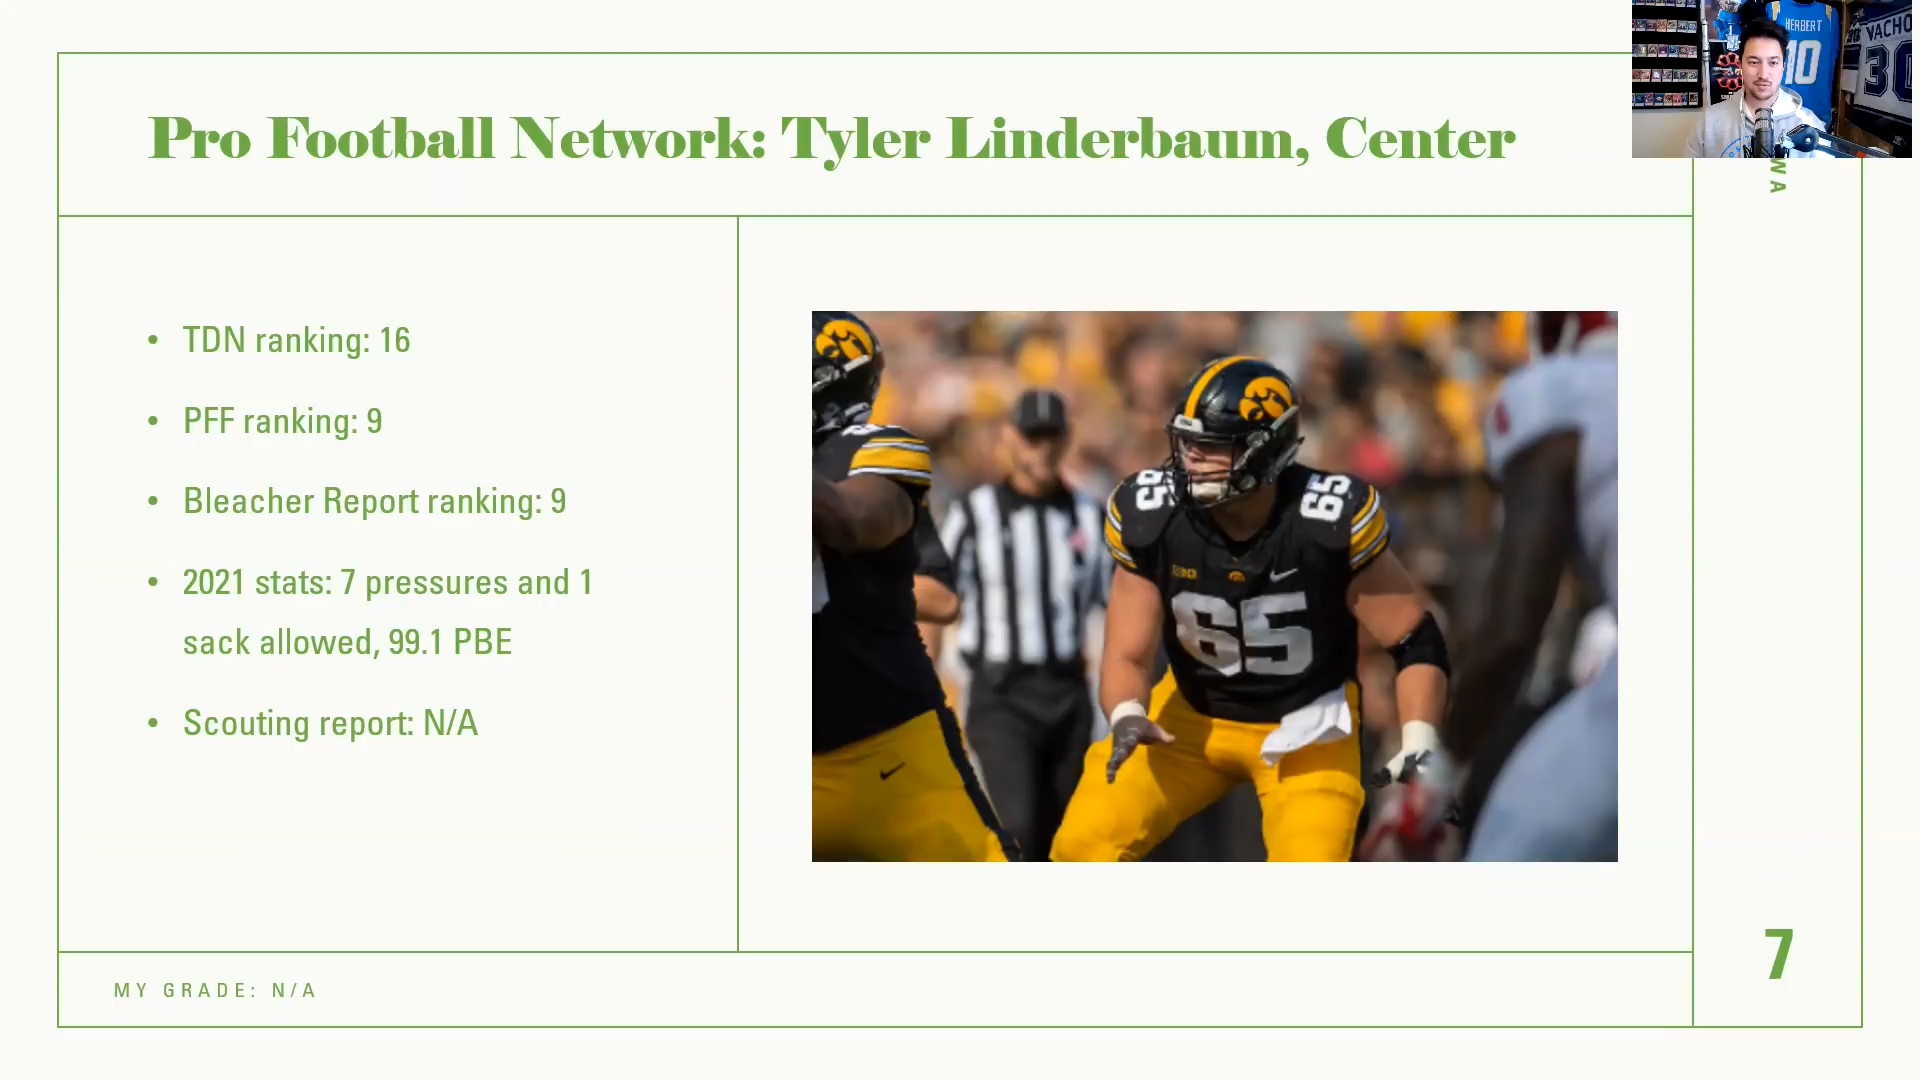 Pro Football Network: Tyler Linderbaum, Center
HERBERT
10
VACHO
30
WA
• TDN ranking: 16
• PFF ranking: 9
• Bleacher Report ranking: 9
• 2021 stats: 7 pressures and 1
sack allowed, 99.1 PBE
• Scouting report: N/A
65
65
65
MY GRADE: N/A
7